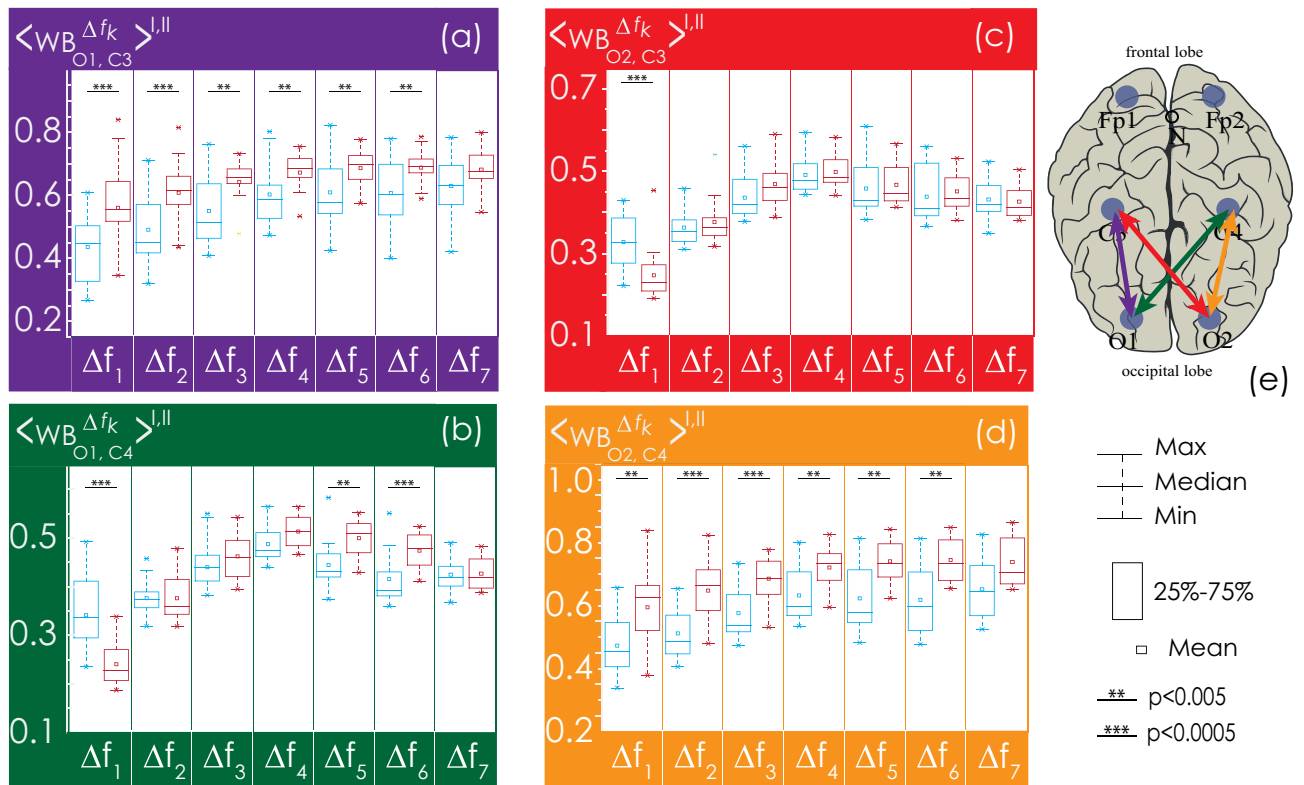 <WB Δfk O1, C3>I,II (a)
*** *** ** ** ** **
0.8
0.6
0.4
0.2
Δf1 Δf2 Δf3 Δf4 Δf5 Δf6 Δf7
<WB Δfk O2, C3>I,II (c)
***
0.7
0.5
0.3
0.1
Δf1 Δf2 Δf3 Δf4 Δf5 Δf6 Δf7
frontal lobe
Fp1 Fp2
N
C3 C4
O1 O2
occipital lobe
(e)
<WB Δfk O1, C4>I,II (b)
*** ** ***
0.5
0.3
0.1
Δf1 Δf2 Δf3 Δf4 Δf5 Δf6 Δf7
<WB Δfk O2, C4>I,II (d)
** *** *** ** ** **
1.0
0.8
0.6
0.4
0.2
Δf1 Δf2 Δf3 Δf4 Δf5 Δf6 Δf7
Max
Median
Min
25%-75%
Mean
** p<0.005
*** p<0.0005